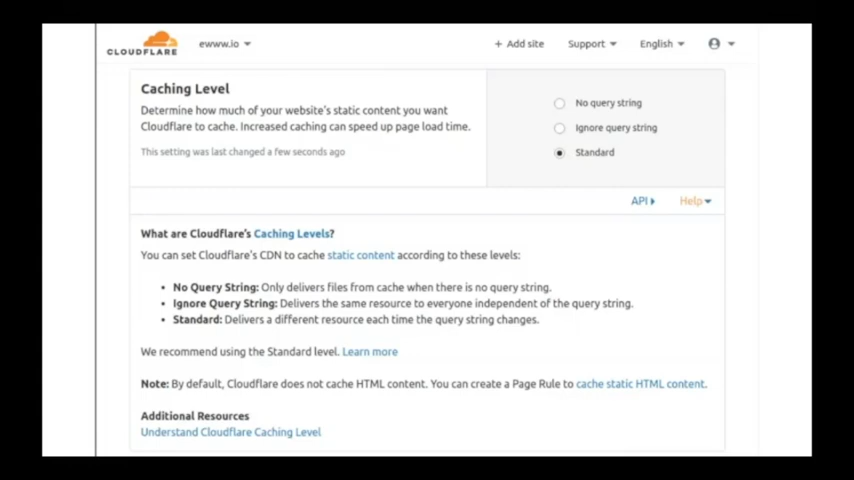 CLOUDFLARE
ewww.io
+ Add site
Support
English
Caching Level
Determine how much of your website's static content you want
Cloudflare to cache. Increased caching can speed up page load time.
This setting was last changed a few seconds ago
No query string
Ignore query string
Standard
API
Help
What are Cloudflare's Caching Levels?
You can set Cloudflare's CDN to cache static content according to these levels:
• No Query String: Only delivers files from cache when there is no query string.
• Ignore Query String: Delivers the same resource to everyone independent of the query string.
• Standard: Delivers a different resource each time the query string changes.
We recommend using the Standard level. Learn more
Note: By default, Cloudflare does not cache HTML content. You can create a Page Rule to cache static HTML content.
Additional Resources
Understand Cloudflare Caching Level